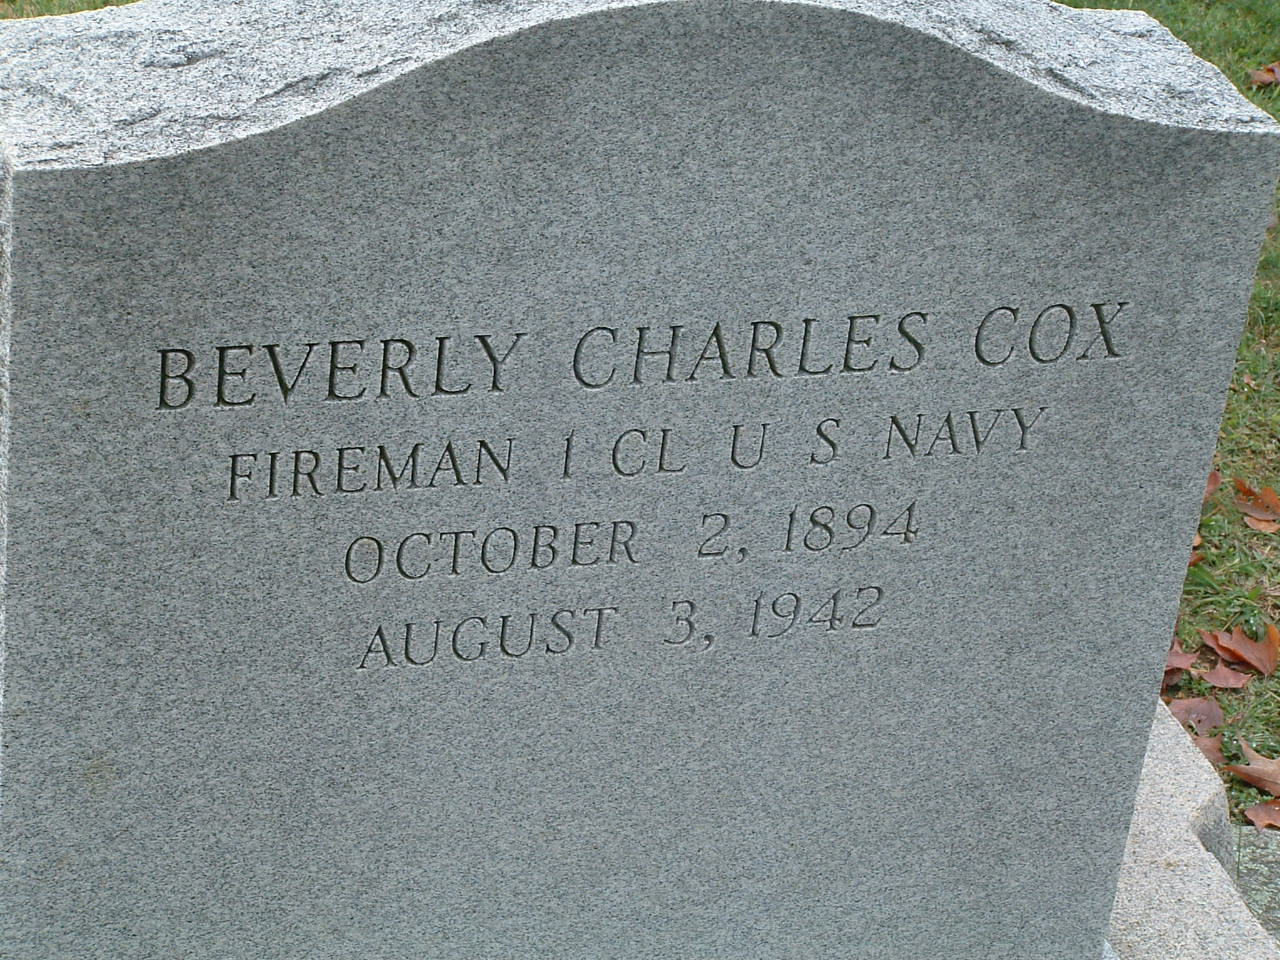 BEVERLY CHARLES COX
FIREMAN 1 CL U S NAVY
OCTOBER 2, 1894
AUGUST 3, 1942